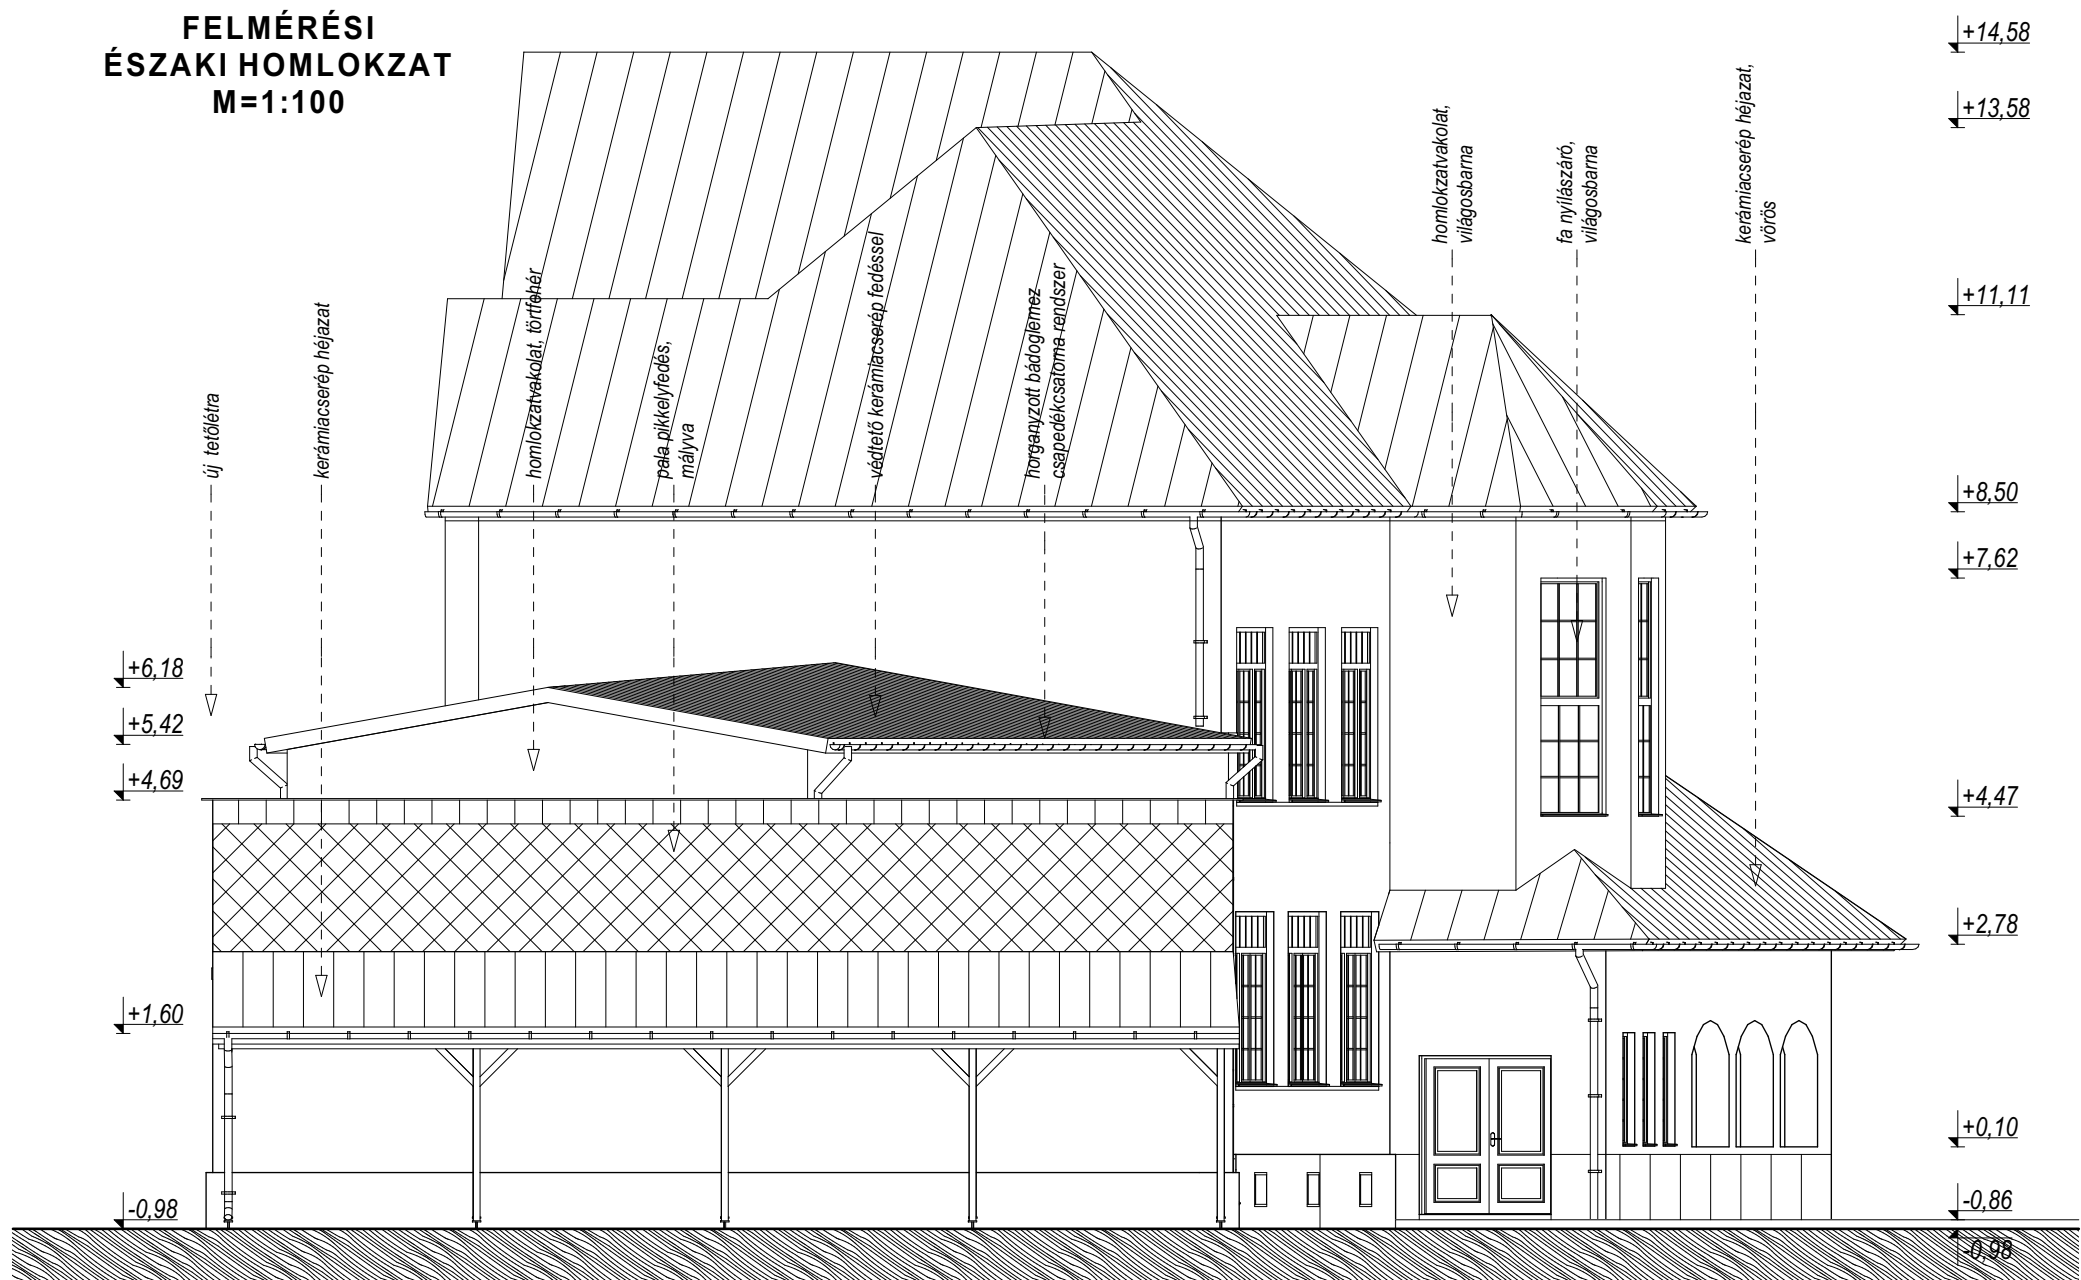 FELMÉRÉSI
ÉSZAKI HOMLOKZAT
M=1:100
új tetőlétra
kerámiacserép héjazat
homlokzatvakolat, törtfehér
pala pikkelyfedés,
mályva
védtető kerámiacserép fedéssel
horganyzott bádoglemez
csapedékcsatorna rendszer
homlokzatvakolat,
világosbarna
fa nyílászáró,
világosbarna
kerámiacserép héjazat,
vörös
+6,18
+5,42
+4,69
+1,60
-0,98
+14,58
+13,58
+11,11
+8,50
+7,62
+4,47
+2,78
+0,10
-0,86
-0,98